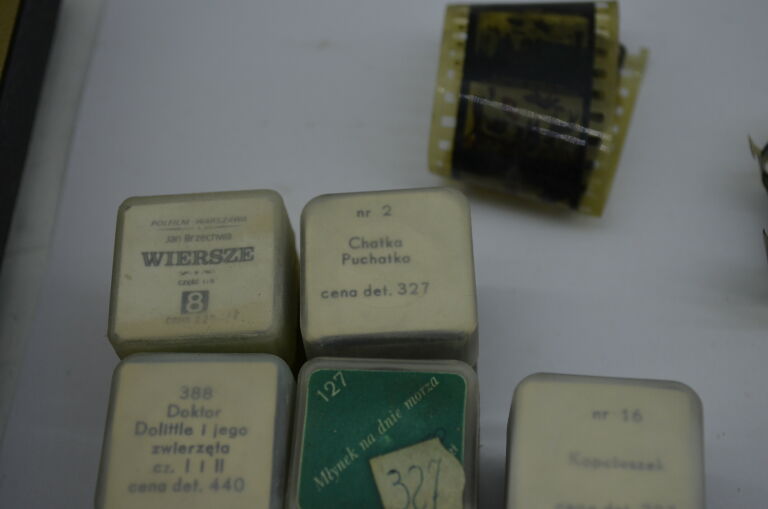 POLFILM-WARSZAWA
Jan Brzechwa
WIERSZE
8
nr 2
Chatka
Puchatka
cena det. 327
388
Doktor
Dolittle i jego
zwierzęta
cz. I i II
cena det. 440
127
Młynek na dnie morza
327
nr 16